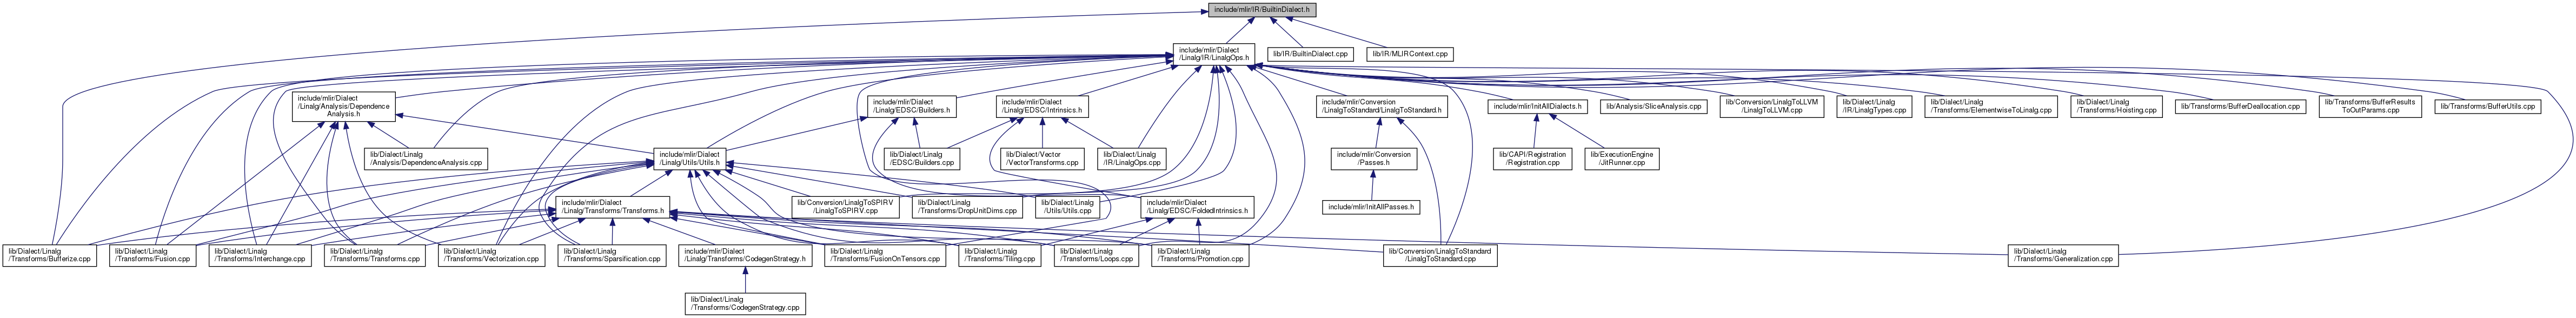 include/mlir/IR/BuiltinDialect.h
include/mlir/Dialect
/Linalg/IR/LinalgOps.h
lib/IR/BuiltinDialect.cpp
lib/IR/MLIRContext.cpp
include/mlir/Dialect
/Linalg/Analysis/Dependence
Analysis.h
include/mlir/Dialect
/Linalg/EDSC/Builders.h
include/mlir/Dialect
/Linalg/EDSC/Intrinsics.h
include/mlir/Conversion
/LinalgToStandard/LinalgToStandard.h
include/mlir/InitAllDialects.h
lib/Analysis/SliceAnalysis.cpp
lib/Conversion/LinalgToLLVM
/LinalgToLLVM.cpp
lib/Dialect/Linalg
/IR/LinalgTypes.cpp
lib/Dialect/Linalg
/Transforms/ElementwiseToLinalg.cpp
lib/Dialect/Linalg
/Transforms/Hoisting.cpp
lib/Transforms/BufferDeallocation.cpp
lib/Transforms/BufferResults
ToOutParams.cpp
lib/Transforms/BufferUtils.cpp
lib/Dialect/Linalg
/Analysis/DependenceAnalysis.cpp
include/mlir/Dialect
/Linalg/Utils/Utils.h
lib/Dialect/Linalg
/EDSC/Builders.cpp
lib/Dialect/Vector
/VectorTransforms.cpp
lib/Dialect/Linalg
/IR/LinalgOps.cpp
include/mlir/Conversion
/Passes.h
lib/CAPI/Registration
/Registration.cpp
lib/ExecutionEngine
/JitRunner.cpp
include/mlir/Dialect
/Linalg/Transforms/Transforms.h
lib/Conversion/LinalgToSPIRV
/LinalgToSPIRV.cpp
lib/Dialect/Linalg
/Transforms/DropUnitDims.cpp
lib/Dialect/Linalg
/Utils/Utils.cpp
include/mlir/Dialect
/Linalg/EDSC/FoldedIntrinsics.h
include/mlir/InitAllPasses.h
lib/Dialect/Linalg
/Transforms/Bufferize.cpp
lib/Dialect/Linalg
/Transforms/Fusion.cpp
lib/Dialect/Linalg
/Transforms/Interchange.cpp
lib/Dialect/Linalg
/Transforms/Transforms.cpp
lib/Dialect/Linalg
/Transforms/Vectorization.cpp
lib/Dialect/Linalg
/Transforms/Sparsification.cpp
include/mlir/Dialect
/Linalg/Transforms/CodegenStrategy.h
lib/Dialect/Linalg
/Transforms/FusionOnTensors.cpp
lib/Dialect/Linalg
/Transforms/Tiling.cpp
lib/Dialect/Linalg
/Transforms/Loops.cpp
lib/Dialect/Linalg
/Transforms/Promotion.cpp
lib/Conversion/LinalgToStandard
/LinalgToStandard.cpp
lib/Dialect/Linalg
/Transforms/Generalization.cpp
lib/Dialect/Linalg
/Transforms/CodegenStrategy.cpp